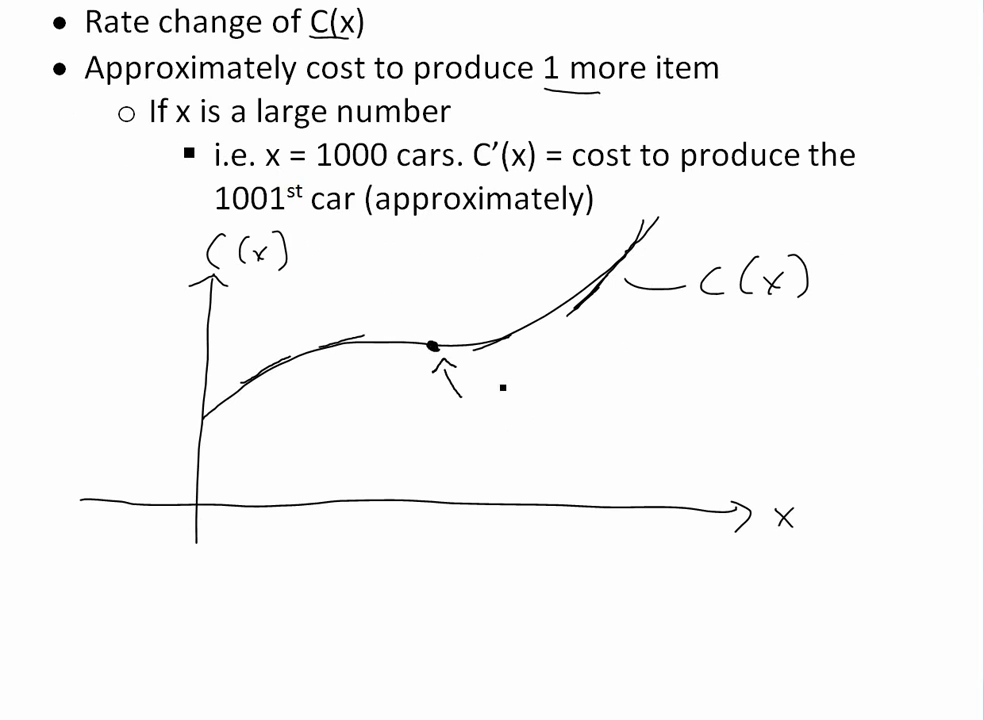 • Rate change of C(x)
• Approximately cost to produce 1 more item
o If x is a large number
▪ i.e. x = 1000 cars. C’(x) = cost to produce the
1001st car (approximately)
C(x)
C(x)
x